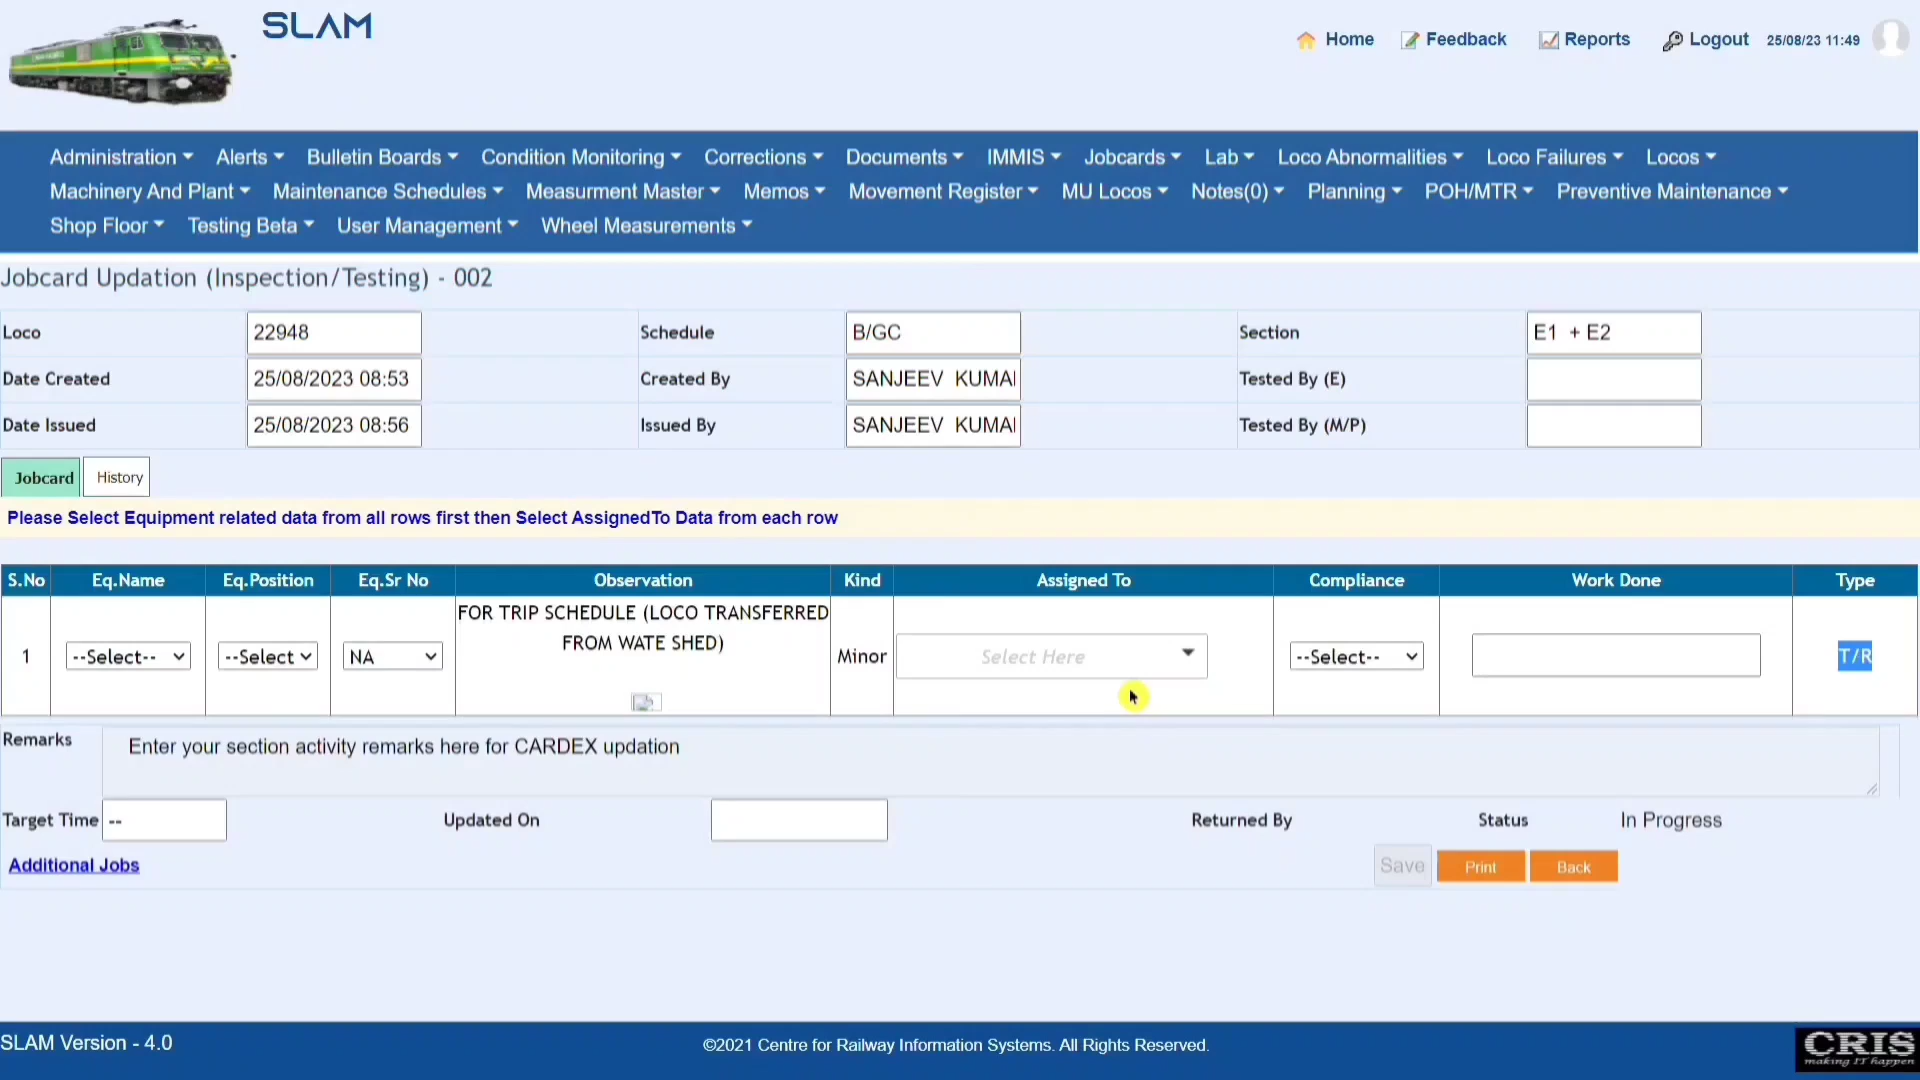 SLAM
Home Feedback Reports Logout 25/08/23 11:49
Administration Alerts Bulletin Boards Condition Monitoring Corrections Documents IMMIS Jobcards Lab Loco Abnormalities Loco Failures Locos
Machinery And Plant Maintenance Schedules Measurment Master Memos Movement Register MU Locos Notes(0) Planning POH/MTR Preventive Maintenance
Shop Floor Testing Beta User Management Wheel Measurements
Jobcard Updation (Inspection/Testing) - 002
Loco 22948 Schedule B/GC Section E1 + E2
Date Created 25/08/2023 08:53 Created By SANJEEV KUMAI Tested By (E)
Date Issued 25/08/2023 08:56 Issued By SANJEEV KUMAI Tested By (M/P)
Jobcard History
Please Select Equipment related data from all rows first then Select AssignedTo Data from each row
S.No Eq.Name Eq.Position Eq.Sr No Observation Kind Assigned To Compliance Work Done Type
FOR TRIP SCHEDULE (LOCO TRANSFERRED
FROM WATE SHED)
1 --Select-- --Select NA Minor Select Here --Select-- T/R
Remarks Enter your section activity remarks here for CARDEX updation
Target Time -- Updated On Returned By Status In Progress
Additional Jobs Save Print Back
SLAM Version - 4.0 ©2021 Centre for Railway Information Systems. All Rights Reserved. CRIS
making IT happen